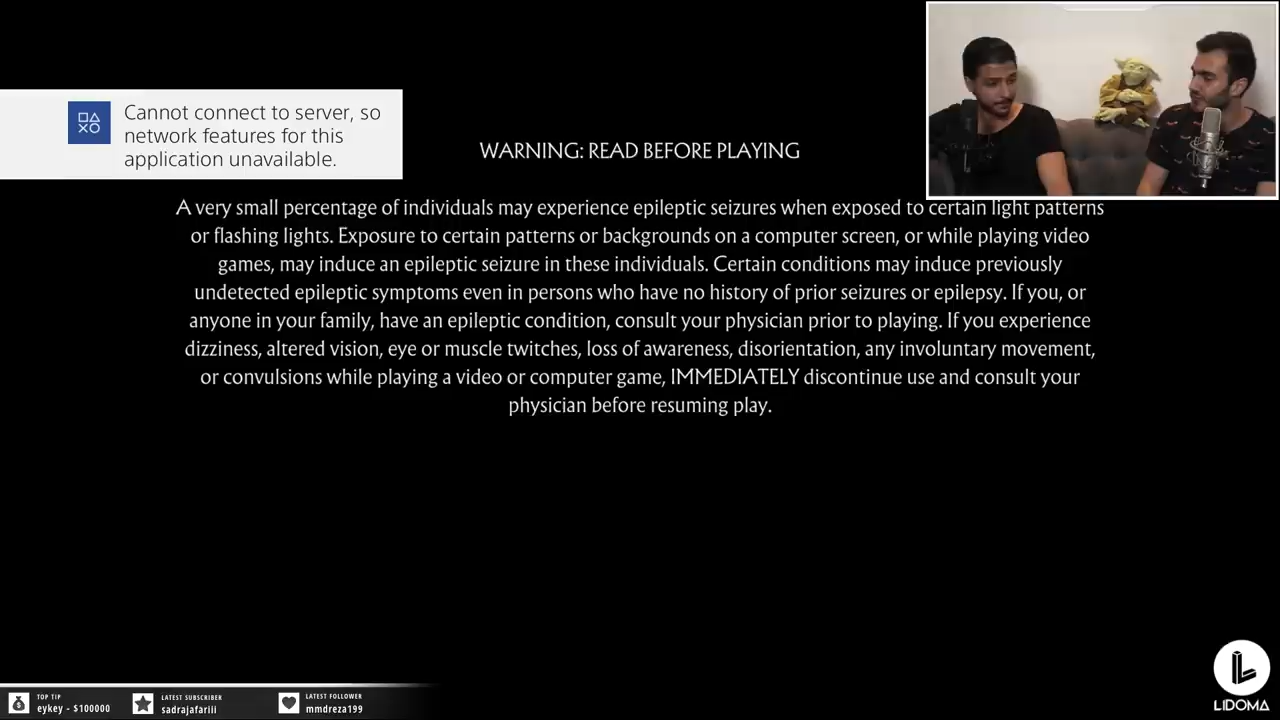 Cannot connect to server, so
network features for this
application unavailable.
WARNING: READ BEFORE PLAYING
A very small percentage of individuals may experience epileptic seizures when exposed to certain light patterns
or flashing lights. Exposure to certain patterns or backgrounds on a computer screen, or while playing video
games, may induce an epileptic seizure in these individuals. Certain conditions may induce previously
undetected epileptic symptoms even in persons who have no history of prior seizures or epilepsy. If you, or
anyone in your family, have an epileptic condition, consult your physician prior to playing. If you experience
dizziness, altered vision, eye or muscle twitches, loss of awareness, disorientation, any involuntary movement,
or convulsions while playing a video or computer game, IMMEDIATELY discontinue use and consult your
physician before resuming play.
TOP TIP
eykey - $100000
LATEST SUBSCRIBER
sadrajafariii
LATEST FOLLOWER
mmdreza199
LIDOMA